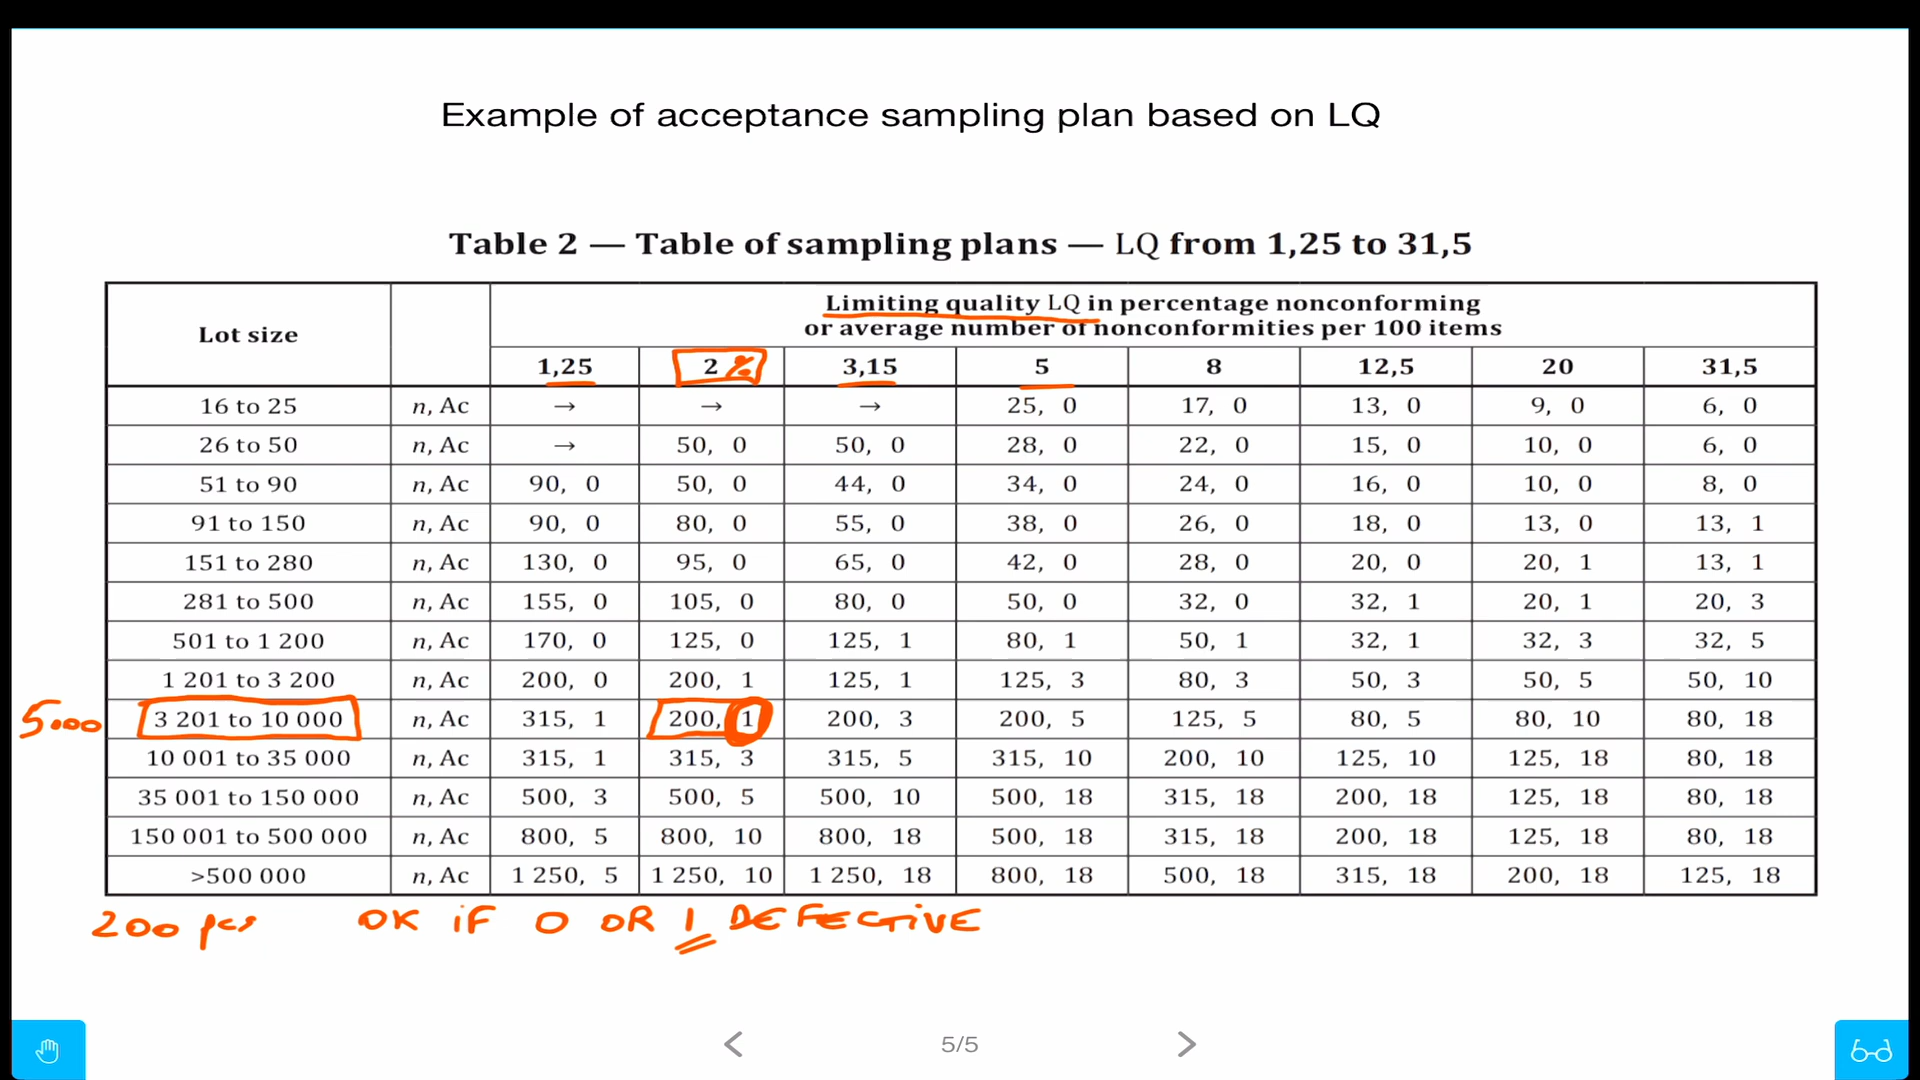 Example of acceptance sampling plan based on LQ
Table 2 — Table of sampling plans — LQ from 1,25 to 31,5
Lot size
Limiting quality LQ in percentage nonconforming
or average number of nonconformities per 100 items
1,25 2 % 3,15 5 8 12,5 20 31,5
16 to 25 n, Ac → → → 25, 0 17, 0 13, 0 9, 0 6, 0
26 to 50 n, Ac → 50, 0 50, 0 28, 0 22, 0 15, 0 10, 0 6, 0
51 to 90 n, Ac 90, 0 50, 0 44, 0 34, 0 24, 0 16, 0 10, 0 8, 0
91 to 150 n, Ac 90, 0 80, 0 55, 0 38, 0 26, 0 18, 0 13, 0 13, 1
151 to 280 n, Ac 130, 0 95, 0 65, 0 42, 0 28, 0 20, 0 20, 1 13, 1
281 to 500 n, Ac 155, 0 105, 0 80, 0 50, 0 32, 0 32, 1 20, 1 20, 3
501 to 1 200 n, Ac 170, 0 125, 0 125, 1 80, 1 50, 1 32, 1 32, 3 32, 5
1 201 to 3 200 n, Ac 200, 0 200, 1 125, 1 125, 3 80, 3 50, 3 50, 5 50, 10
5.000 3 201 to 10 000 n, Ac 315, 1 200, 1 200, 3 200, 5 125, 5 80, 5 80, 10 80, 18
10 001 to 35 000 n, Ac 315, 1 315, 3 315, 5 315, 10 200, 10 125, 10 125, 18 80, 18
35 001 to 150 000 n, Ac 500, 3 500, 5 500, 10 500, 18 315, 18 200, 18 125, 18 80, 18
150 001 to 500 000 n, Ac 800, 5 800, 10 800, 18 500, 18 315, 18 200, 18 125, 18 80, 18
>500 000 n, Ac 1 250, 5 1 250, 10 1 250, 18 800, 18 500, 18 315, 18 200, 18 125, 18
200 pcs OK iF 0 OR 1 DEFECTiVE
5/5